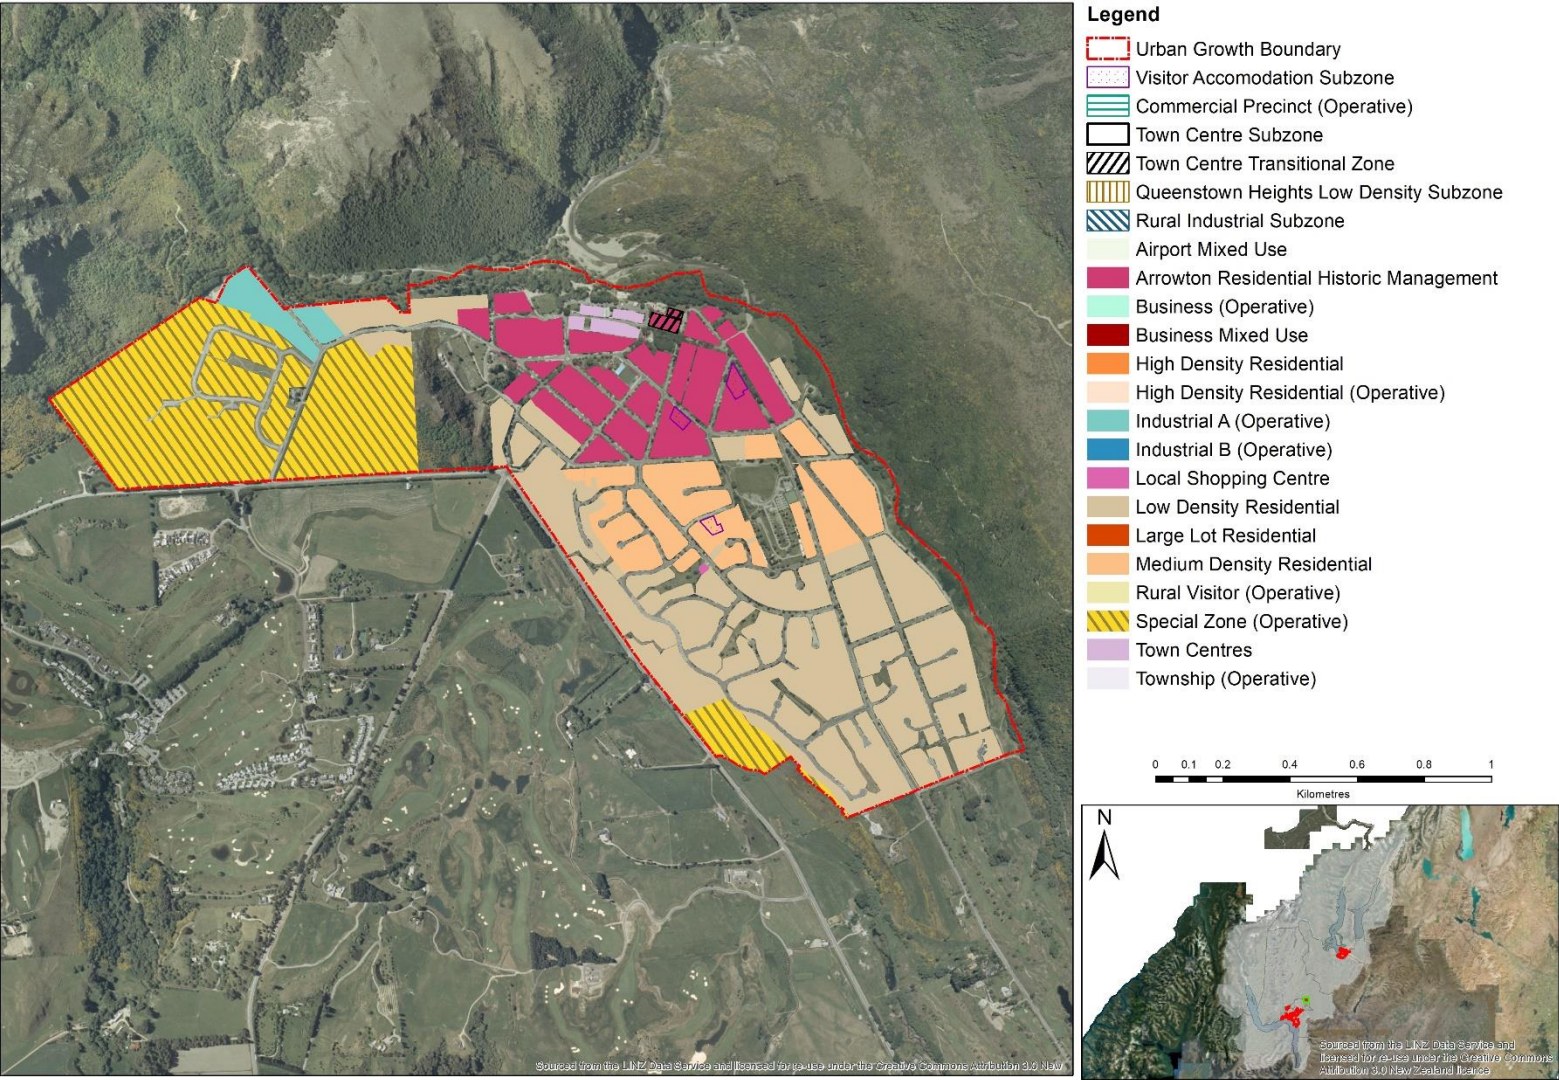 Legend
Urban Growth Boundary
Visitor Accomodation Subzone
Commercial Precinct (Operative)
Town Centre Subzone
Town Centre Transitional Zone
Queenstown Heights Low Density Subzone
Rural Industrial Subzone
Airport Mixed Use
Arrowton Residential Historic Management
Business (Operative)
Business Mixed Use
High Density Residential
High Density Residential (Operative)
Industrial A (Operative)
Industrial B (Operative)
Local Shopping Centre
Low Density Residential
Large Lot Residential
Medium Density Residential
Rural Visitor (Operative)
Special Zone (Operative)
Town Centres
Township (Operative)
0 0.1 0.2 0.4 0.6 0.8 1
Kilometres
N
Sourced from the LINZ Data Service and
licensed for re-use under the Creative Commons
Attribution 3.0 New Zealand licence
Sourced from the LINZ Data Service and licensed for re-use under the Creative Commons Attribution 3.0 New